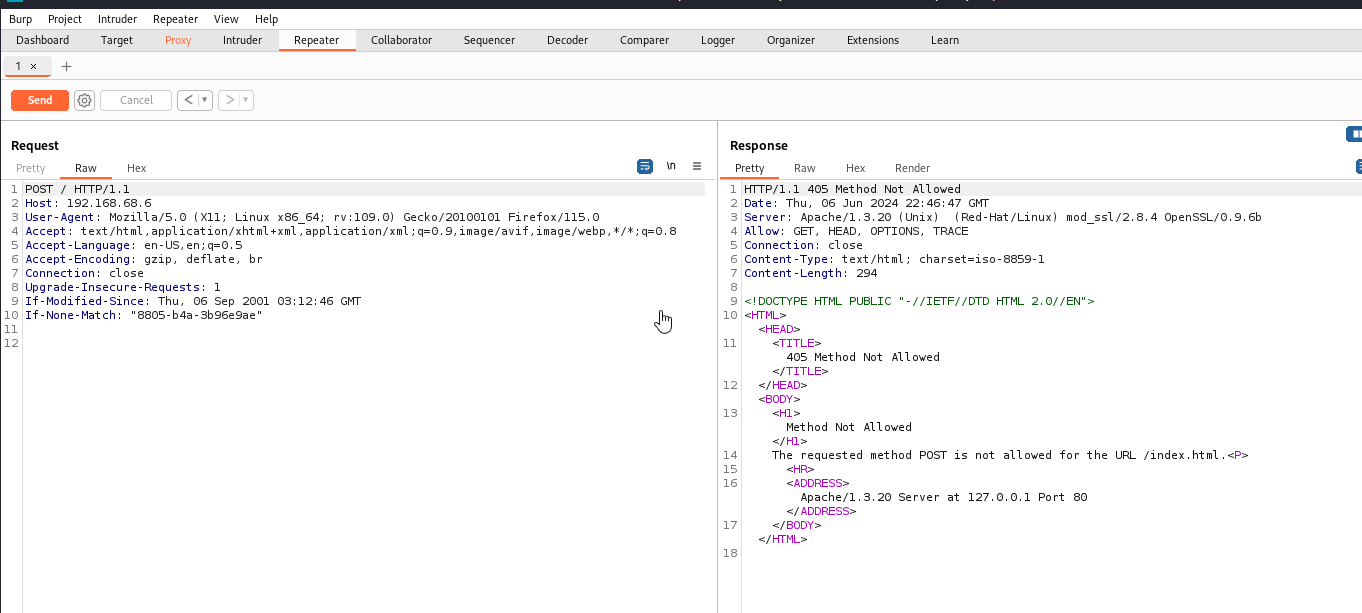 Burp Project Intruder Repeater View Help
Dashboard Target Proxy Intruder Repeater Collaborator Sequencer Decoder Comparer Logger Organizer Extensions Learn
1 × +
Send Cancel < ▾ > ▾
Request
Pretty Raw Hex \n
1 POST / HTTP/1.1
2 Host: 192.168.68.6
3 User-Agent: Mozilla/5.0 (X11; Linux x86_64; rv:109.0) Gecko/20100101 Firefox/115.0
4 Accept: text/html,application/xhtml+xml,application/xml;q=0.9,image/avif,image/webp,*/*;q=0.8
5 Accept-Language: en-US,en;q=0.5
6 Accept-Encoding: gzip, deflate, br
7 Connection: close
8 Upgrade-Insecure-Requests: 1
9 If-Modified-Since: Thu, 06 Sep 2001 03:12:46 GMT
10 If-None-Match: "8805-b4a-3b96e9ae"
11
12
Response
Pretty Raw Hex Render
1 HTTP/1.1 405 Method Not Allowed
2 Date: Thu, 06 Jun 2024 22:46:47 GMT
3 Server: Apache/1.3.20 (Unix)  (Red-Hat/Linux) mod_ssl/2.8.4 OpenSSL/0.9.6b
4 Allow: GET, HEAD, OPTIONS, TRACE
5 Connection: close
6 Content-Type: text/html; charset=iso-8859-1
7 Content-Length: 294
8
9 <!DOCTYPE HTML PUBLIC "-//IETF//DTD HTML 2.0//EN">
10 <HTML>
<HEAD>
11 <TITLE>
405 Method Not Allowed
</TITLE>
12 </HEAD>
<BODY>
13 <H1>
Method Not Allowed
</H1>
14 The requested method POST is not allowed for the URL /index.html.<P>
15 <HR>
16 <ADDRESS>
Apache/1.3.20 Server at 127.0.0.1 Port 80
</ADDRESS>
17 </BODY>
</HTML>
18